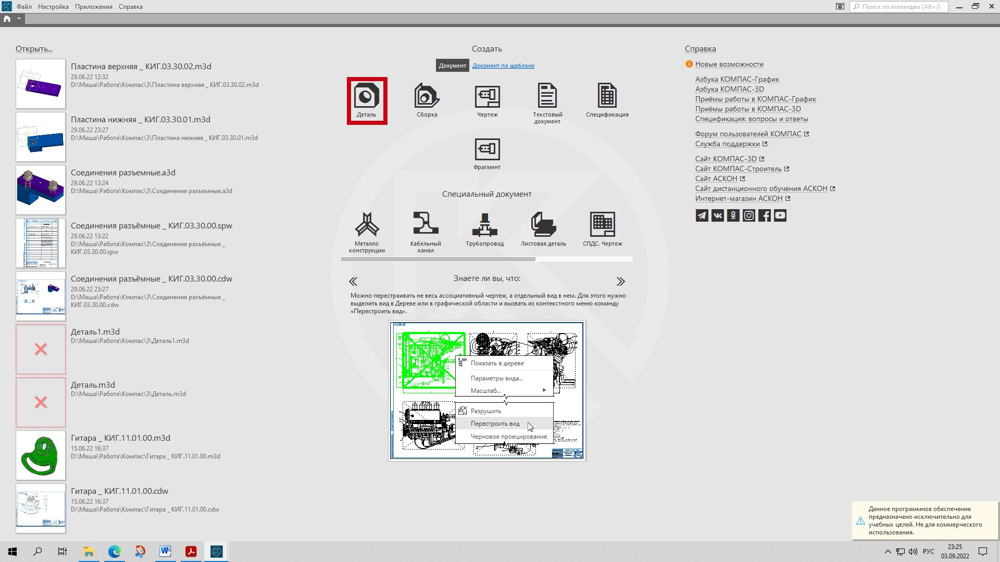 Файл Настройка Приложения Справка
Поиск по командам (Alt+/)
Открыть...
Пластина верхняя _ КИГ.03.30.02.m3d
29.06.22 12:32
D:\Маша\Работа\Компас\3\Пластина верхняя _ КИГ.03.30.02.m3d
Пластина нижняя _ КИГ.03.30.01.m3d
29.06.22 23:27
D:\Маша\Работа\Компас\3\Пластина нижняя _ КИГ.03.30.01.m3d
Соединения разъемные.a3d
29.06.22 13:24
D:\Маша\Работа\Компас\3\Соединения разъемные.a3d
Соединения разъёмные _ КИГ.03.30.00.spw
29.06.22 13:22
D:\Маша\Работа\Компас\3\Соединения разъёмные _
КИГ.03.30.00.spw
Соединения разъёмные _ КИГ.03.30.00.cdw
29.06.22 23:27
D:\Маша\Работа\Компас\3\Соединения разъёмные _
КИГ.03.30.00.cdw
Деталь1.m3d
D:\Маша\Работа\Компас\3\Деталь1.m3d
Деталь.m3d
D:\Маша\Работа\Компас\3\Деталь.m3d
Гитара _ КИГ.11.01.00.m3d
15.06.22 16:37
D:\Маша\Работа\Компас\Гитара _ КИГ.11.01.00.m3d
Гитара _ КИГ.11.01.00.cdw
15.06.22 16:37
D:\Маша\Работа\Компас\Гитара _ КИГ.11.01.00.cdw
Создать
Документ Документ по шаблону
Деталь
Сборка
Чертеж
Текстовый
документ
Спецификация
Фрагмент
Специальный документ
Металло
конструкции
Кабельный
канал
Трубопровод
Листовая деталь
СПДС. Чертеж
Знаете ли вы, что:
Можно перестраивать не весь ассоциативный чертеж, а отдельный вид в нем. Для этого нужно
выделить вид в Дереве или в графической области и вызвать из контекстного меню команду
«Перестроить вид».
Показать в дереве
Параметры вида...
Масштаб...
Разрушить
Перестроить вид
Черновое проецирование
Справка
Новые возможности
Азбука КОМПАС-График
Азбука КОМПАС-3D
Приёмы работы в КОМПАС-График
Приёмы работы в КОМПАС-3D
Спецификация: вопросы и ответы
Форум пользователей КОМПАС
Служба поддержки
Сайт КОМПАС-3D
Сайт КОМПАС-Строитель
Сайт АСКОН
Сайт дистанционного обучения АСКОН
Интернет-магазин АСКОН
Данное программное обеспечение
предназначено исключительно для
учебных целей. Не для коммерческого
использования.
РУС
23:25
03.09.2022